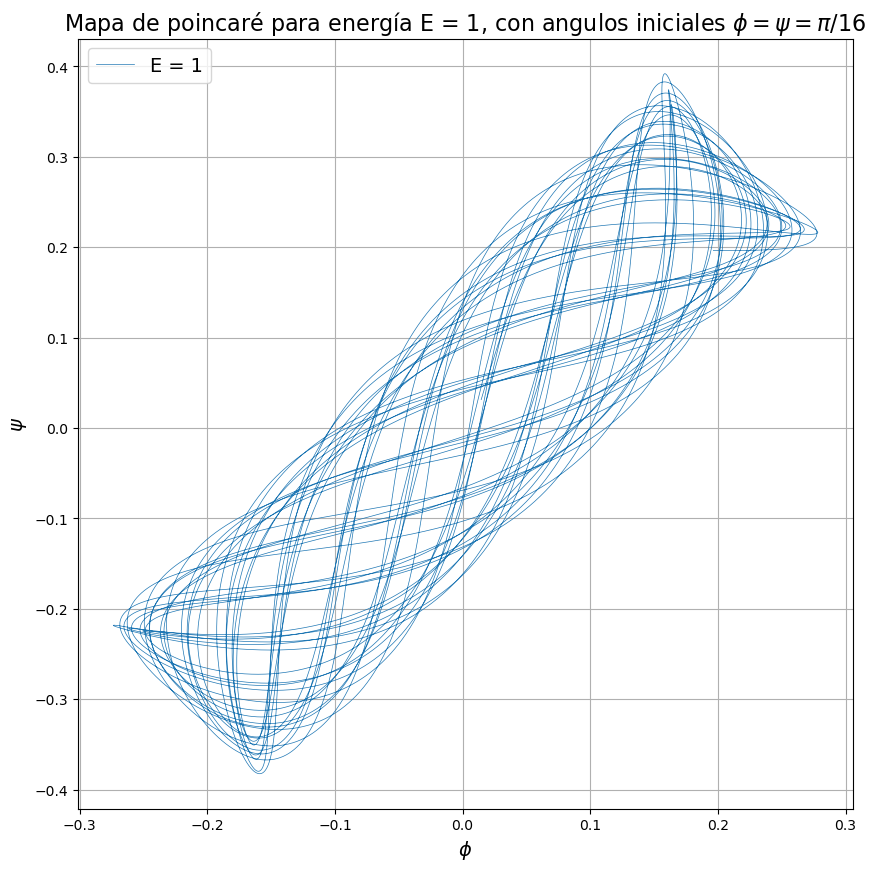 Mapa de poincaré para energía E = 1, con angulos iniciales ϕ = ψ = π/16
E = 1
0.4
0.3
0.2
0.1
0.0
−0.1
−0.2
−0.3
−0.4
ψ
−0.3 −0.2 −0.1 0.0 0.1 0.2 0.3
ϕ